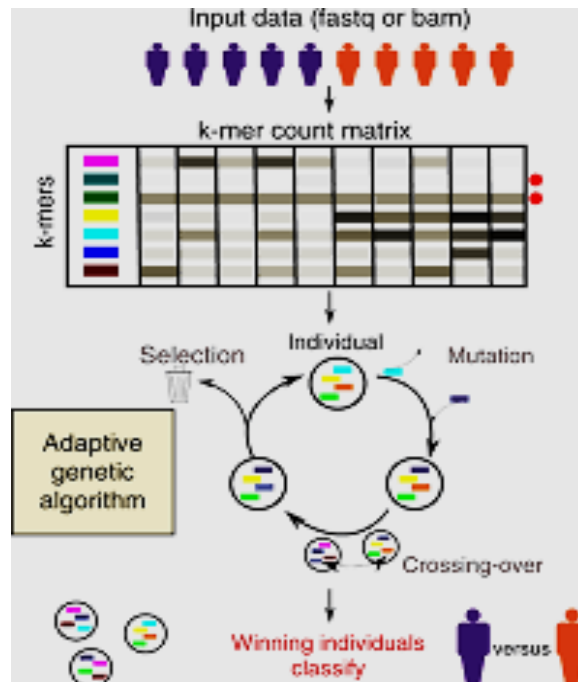 Input data (fastq or bam)
k-mer count matrix
k-mers
Individual
Selection
Mutation
Adaptive
genetic
algorithm
Crossing-over
Winning individuals
classify
versus